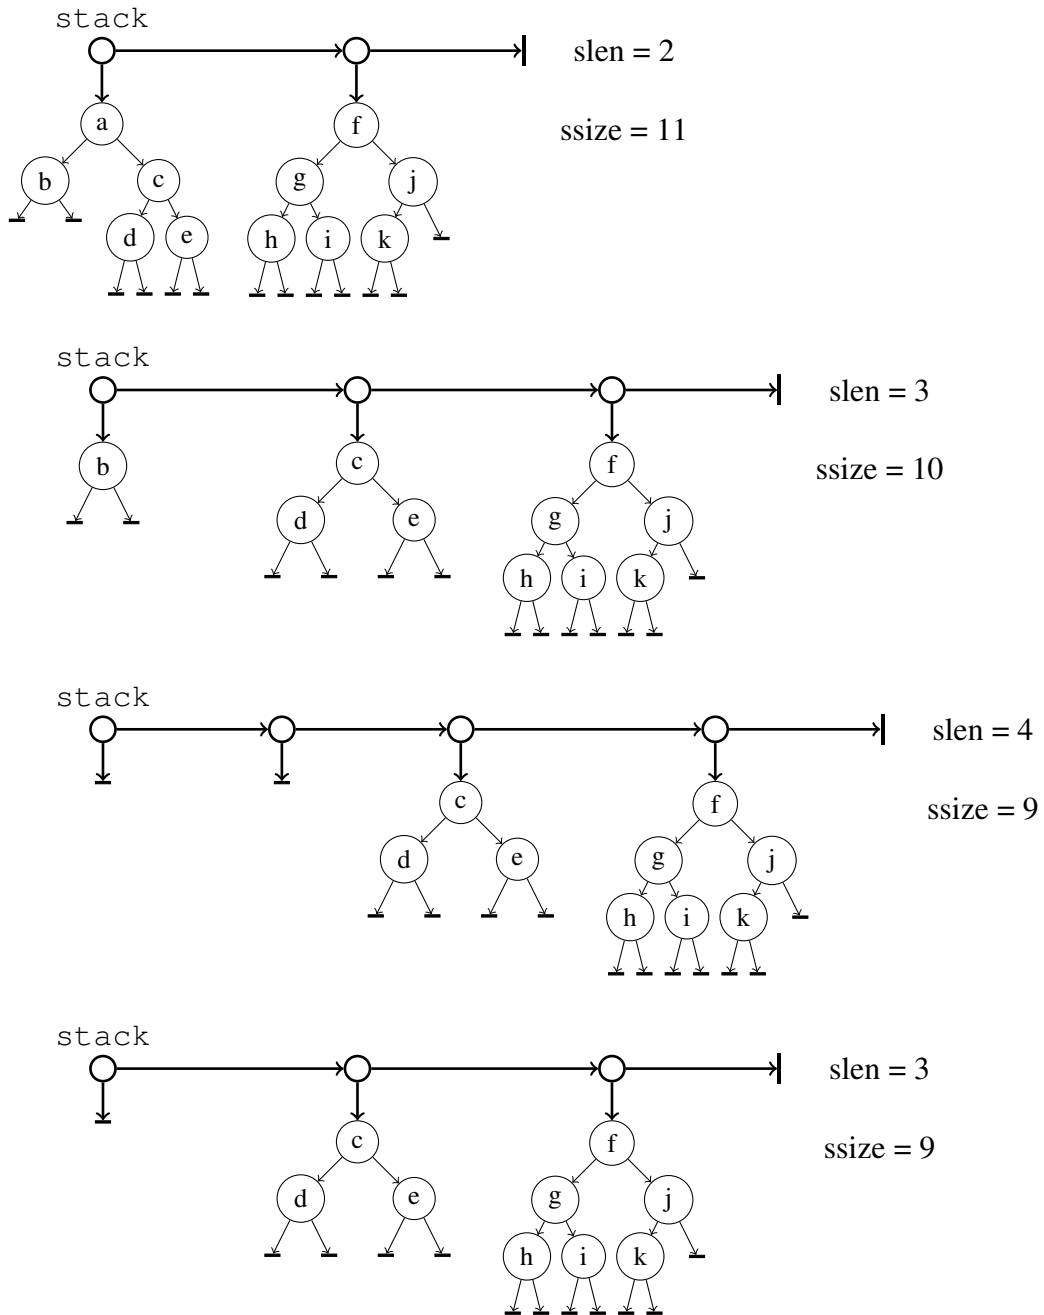 stack
slen = 2
a f
ssize = 11
b c g j
d e h i k
stack
slen = 3
b c f
ssize = 10
d e g j
h i k
stack
slen = 4
c f
ssize = 9
d e g j
h i k
stack
slen = 3
c f
ssize = 9
d e g j
h i k